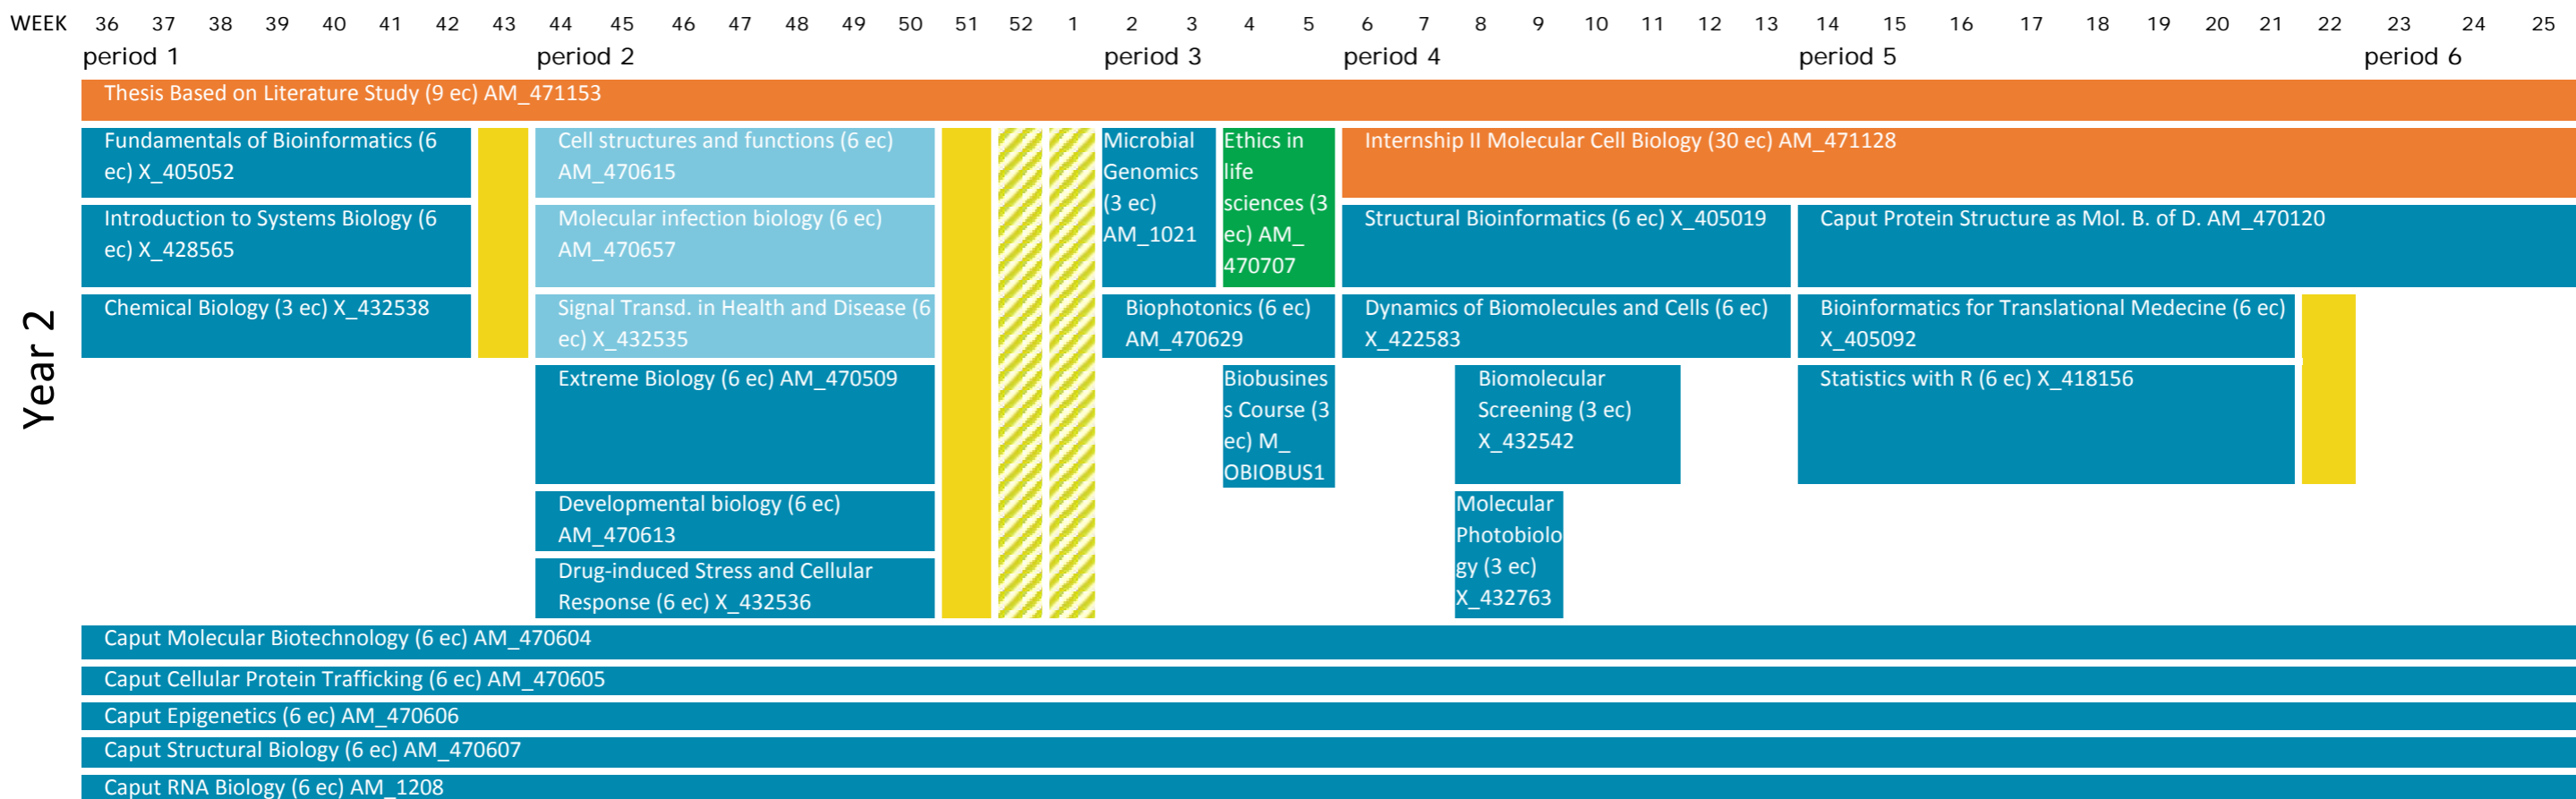 WEEK 36 37 38 39 40 41 42 43 44 45 46 47 48 49 50 51 52 1 2 3 4 5 6 7 8 9 10 11 12 13 14 15 16 17 18 19 20 21 22 23 24 25
period 1 period 2 period 3 period 4 period 5 period 6
Year 2
Thesis Based on Literature Study (9 ec) AM_471153
Fundamentals of Bioinformatics (6
ec) X_405052
Cell structures and functions (6 ec)
AM_470615
Microbial
Genomics
(3 ec)
AM_1021
Ethics in
life
sciences (3
ec) AM_
470707
Internship II Molecular Cell Biology (30 ec) AM_471128
Introduction to Systems Biology (6
ec) X_428565
Molecular infection biology (6 ec)
AM_470657
Structural Bioinformatics (6 ec) X_405019
Caput Protein Structure as Mol. B. of D. AM_470120
Chemical Biology (3 ec) X_432538
Signal Transd. in Health and Disease (6
ec) X_432535
Biophotonics (6 ec)
AM_470629
Dynamics of Biomolecules and Cells (6 ec)
X_422583
Bioinformatics for Translational Medecine (6 ec)
X_405092
Extreme Biology (6 ec) AM_470509
Biobusines
s Course (3
ec) M_
OBIOBUS1
Biomolecular
Screening (3 ec)
X_432542
Statistics with R (6 ec) X_418156
Developmental biology (6 ec)
AM_470613
Molecular
Photobiolo
gy (3 ec)
X_432763
Drug-induced Stress and Cellular
Response (6 ec) X_432536
Caput Molecular Biotechnology (6 ec) AM_470604
Caput Cellular Protein Trafficking (6 ec) AM_470605
Caput Epigenetics (6 ec) AM_470606
Caput Structural Biology (6 ec) AM_470607
Caput RNA Biology (6 ec) AM_1208